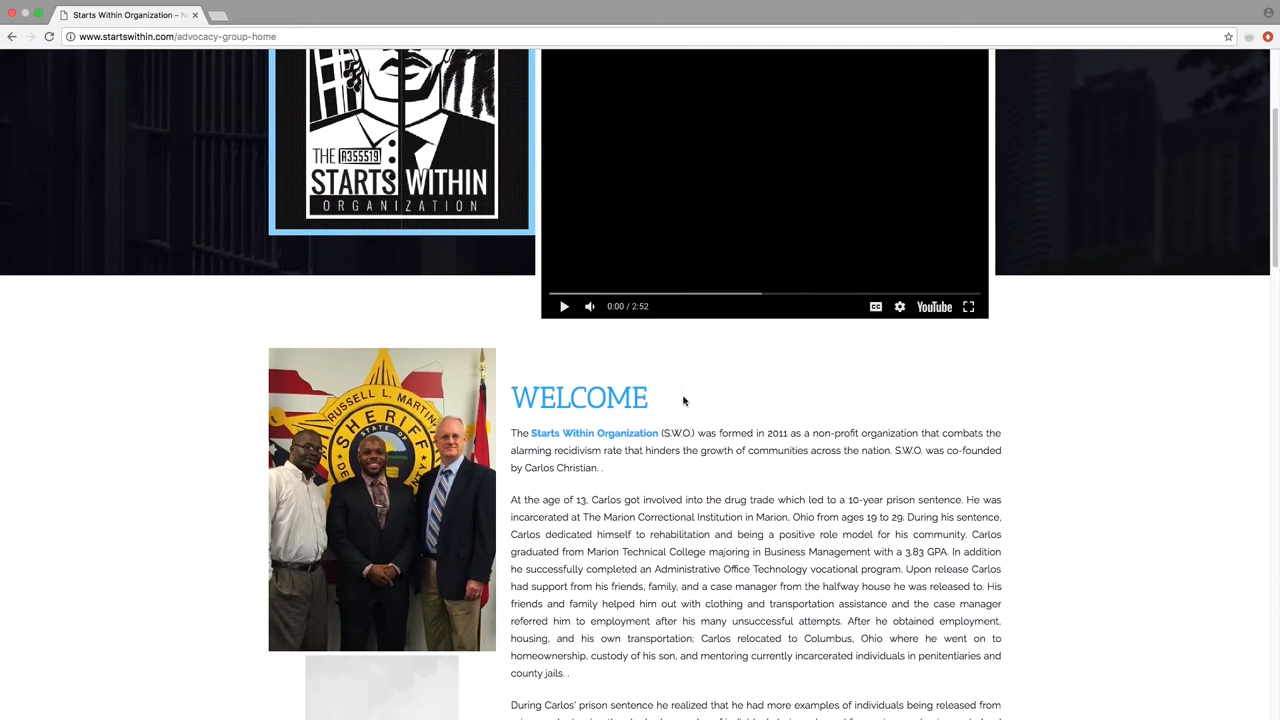 Starts Within Organization –
www.startswithin.com/advocacy-group-home
THE A355519
STARTS WITHIN
ORGANIZATION
0:00 / 2:52
CC
YouTube
RUSSELL L. MARTIN
SHERIFF
STATE OF
WELCOME
The Starts Within Organization (S.W.O.) was formed in 2011 as a non-profit organization that combats the
alarming recidivism rate that hinders the growth of communities across the nation. S.W.O. was co-founded
by Carlos Christian. .
At the age of 13, Carlos got involved into the drug trade which led to a 10-year prison sentence. He was
incarcerated at The Marion Correctional Institution in Marion, Ohio from ages 19 to 29. During his sentence,
Carlos dedicated himself to rehabilitation and being a positive role model for his community. Carlos
graduated from Marion Technical College majoring in Business Management with a 3.83 GPA. In addition
he successfully completed an Administrative Office Technology vocational program. Upon release Carlos
had support from his friends, family, and a case manager from the halfway house he was released to. His
friends and family helped him out with clothing and transportation assistance and the case manager
referred him to employment after his many unsuccessful attempts. After he obtained employment,
housing, and his own transportation; Carlos relocated to Columbus, Ohio where he went on to
homeownership, custody of his son, and mentoring currently incarcerated individuals in penitentiaries and
county jails. .
During Carlos' prison sentence he realized that he had more examples of individuals being released from